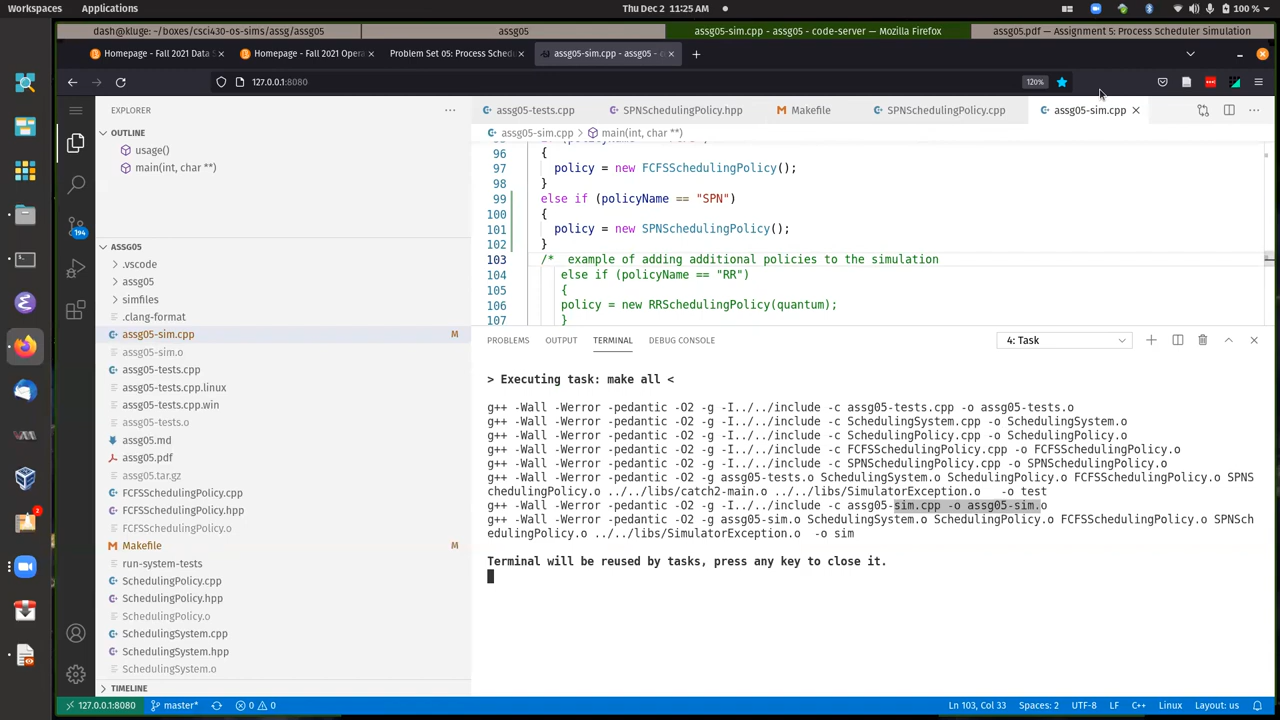 Workspaces Applications Thu Dec 2 11:25 AM 100 %
dash@kluge: ~/boxes/csci430-os-sims/assg/assg05 assg05 assg05-sim.cpp - assg05 - code-server — Mozilla Firefox assg05.pdf — Assignment 5: Process Scheduler Simulation
Homepage - Fall 2021 Data S Homepage - Fall 2021 Opera Problem Set 05: Process Sched assg05-sim.cpp - assg05 - co
127.0.0.1:8080 120%
EXPLORER
OUTLINE
usage()
main(int, char **)
194
ASSG05
.vscode
assg05
simfiles
.clang-format
assg05-sim.cpp M
assg05-sim.o
assg05-tests.cpp
assg05-tests.cpp.linux
assg05-tests.cpp.win
assg05-tests.o
assg05.md
assg05.pdf
assg05.tar.gz
FCFSSchedulingPolicy.cpp
FCFSSchedulingPolicy.hpp
FCFSSchedulingPolicy.o
Makefile M
run-system-tests
SchedulingPolicy.cpp
SchedulingPolicy.hpp
SchedulingPolicy.o
SchedulingSystem.cpp
SchedulingSystem.hpp
SchedulingSystem.o
TIMELINE
2
assg05-tests.cpp SPNSchedulingPolicy.hpp Makefile SPNSchedulingPolicy.cpp assg05-sim.cpp
assg05-sim.cpp > main(int, char **)
96 {
97 policy = new FCFSSchedulingPolicy();
98 }
99 else if (policyName == "SPN")
100 {
101 policy = new SPNSchedulingPolicy();
102 }
103 /* example of adding additional policies to the simulation
104 else if (policyName == "RR")
105 {
106 policy = new RRSchedulingPolicy(quantum);
107 }
PROBLEMS OUTPUT TERMINAL DEBUG CONSOLE 4: Task
> Executing task: make all <
g++ -Wall -Werror -pedantic -O2 -g -I../../include -c assg05-tests.cpp -o assg05-tests.o
g++ -Wall -Werror -pedantic -O2 -g -I../../include -c SchedulingSystem.cpp -o SchedulingSystem.o
g++ -Wall -Werror -pedantic -O2 -g -I../../include -c SchedulingPolicy.cpp -o SchedulingPolicy.o
g++ -Wall -Werror -pedantic -O2 -g -I../../include -c FCFSSchedulingPolicy.cpp -o FCFSSchedulingPolicy.o
g++ -Wall -Werror -pedantic -O2 -g -I../../include -c SPNSchedulingPolicy.cpp -o SPNSchedulingPolicy.o
g++ -Wall -Werror -pedantic -O2 -g assg05-tests.o SchedulingSystem.o SchedulingPolicy.o FCFSSchedulingPolicy.o SPNS
chedulingPolicy.o ../../libs/catch2-main.o ../../libs/SimulatorException.o -o test
g++ -Wall -Werror -pedantic -O2 -g -I../../include -c assg05-sim.cpp -o assg05-sim.o
g++ -Wall -Werror -pedantic -O2 -g assg05-sim.o SchedulingSystem.o SchedulingPolicy.o FCFSSchedulingPolicy.o SPNSch
edulingPolicy.o ../../libs/SimulatorException.o -o sim
Terminal will be reused by tasks, press any key to close it.
127.0.0.1:8080 master* 0 0 Ln 103, Col 33 Spaces: 2 UTF-8 LF C++ Linux Layout: us